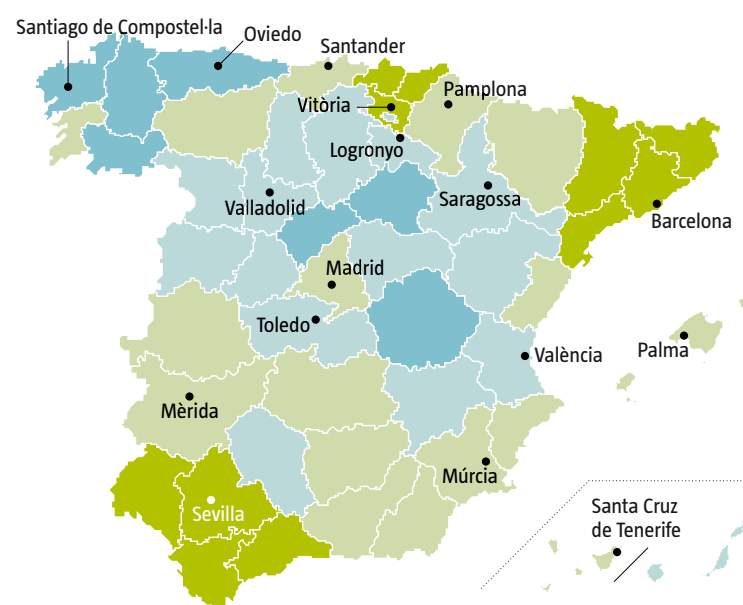 Santiago de Compostel·la
Oviedo
Santander
Pamplona
Vitòria
Logronyo
Saragossa
Valladolid
Barcelona
Madrid
Toledo
València
Palma
Mèrida
Múrcia
Sevilla
Santa Cruz
de Tenerife